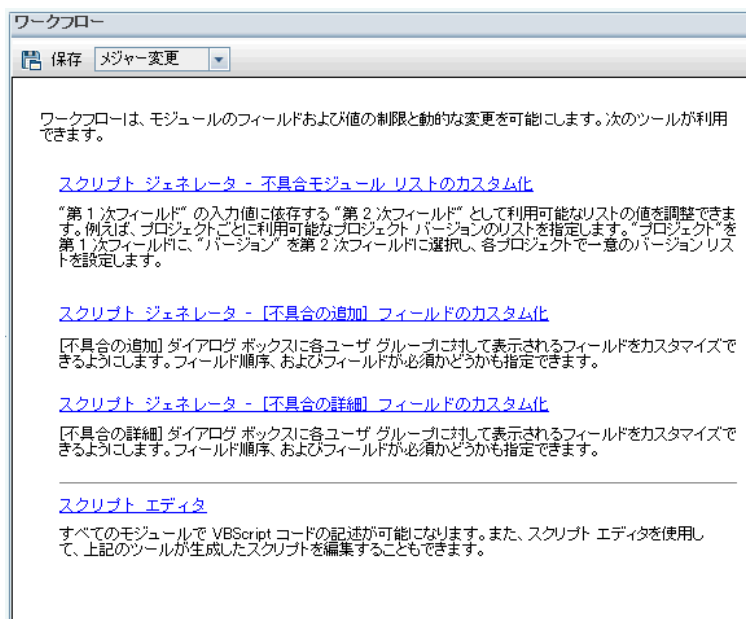 ワークフロー
保存 メジャー変更
ワークフローは、モジュールのフィールドおよび値の制限と動的な変更を可能にします。次のツールが利用
できます。
スクリプト ジェネレータ - 不具合モジュール リストのカスタム化
“第 1 次フィールド” の入力値に依存する “第 2 次フィールド” として利用可能なリストの値を調整できま
す。例えば、プロジェクトごとに利用可能なプロジェクト バージョンのリストを指定します。“プロジェクト”を
第 1 次フィールドに、“バージョン” を第 2 次フィールドに選択し、各プロジェクトで一意のバージョン リス
トを設定します。
スクリプト ジェネレータ - [不具合の追加] フィールドのカスタム化
[不具合の追加] ダイアログ ボックスに各ユーザ グループに対して表示されるフィールドをカスタマイズで
きるようにします。フィールド順序、およびフィールドが必須かどうかも指定できます。
スクリプト ジェネレータ - [不具合の詳細] フィールドのカスタム化
[不具合の詳細] ダイアログ ボックスに各ユーザ グループに対して表示されるフィールドをカスタマイズで
きるようにします。フィールド順序、およびフィールドが必須かどうかも指定できます。
スクリプト エディタ
すべてのモジュールで VBScript コードの記述が可能になります。また、スクリプト エディタを使用し
て、上記のツールが生成したスクリプトを編集することもできます。